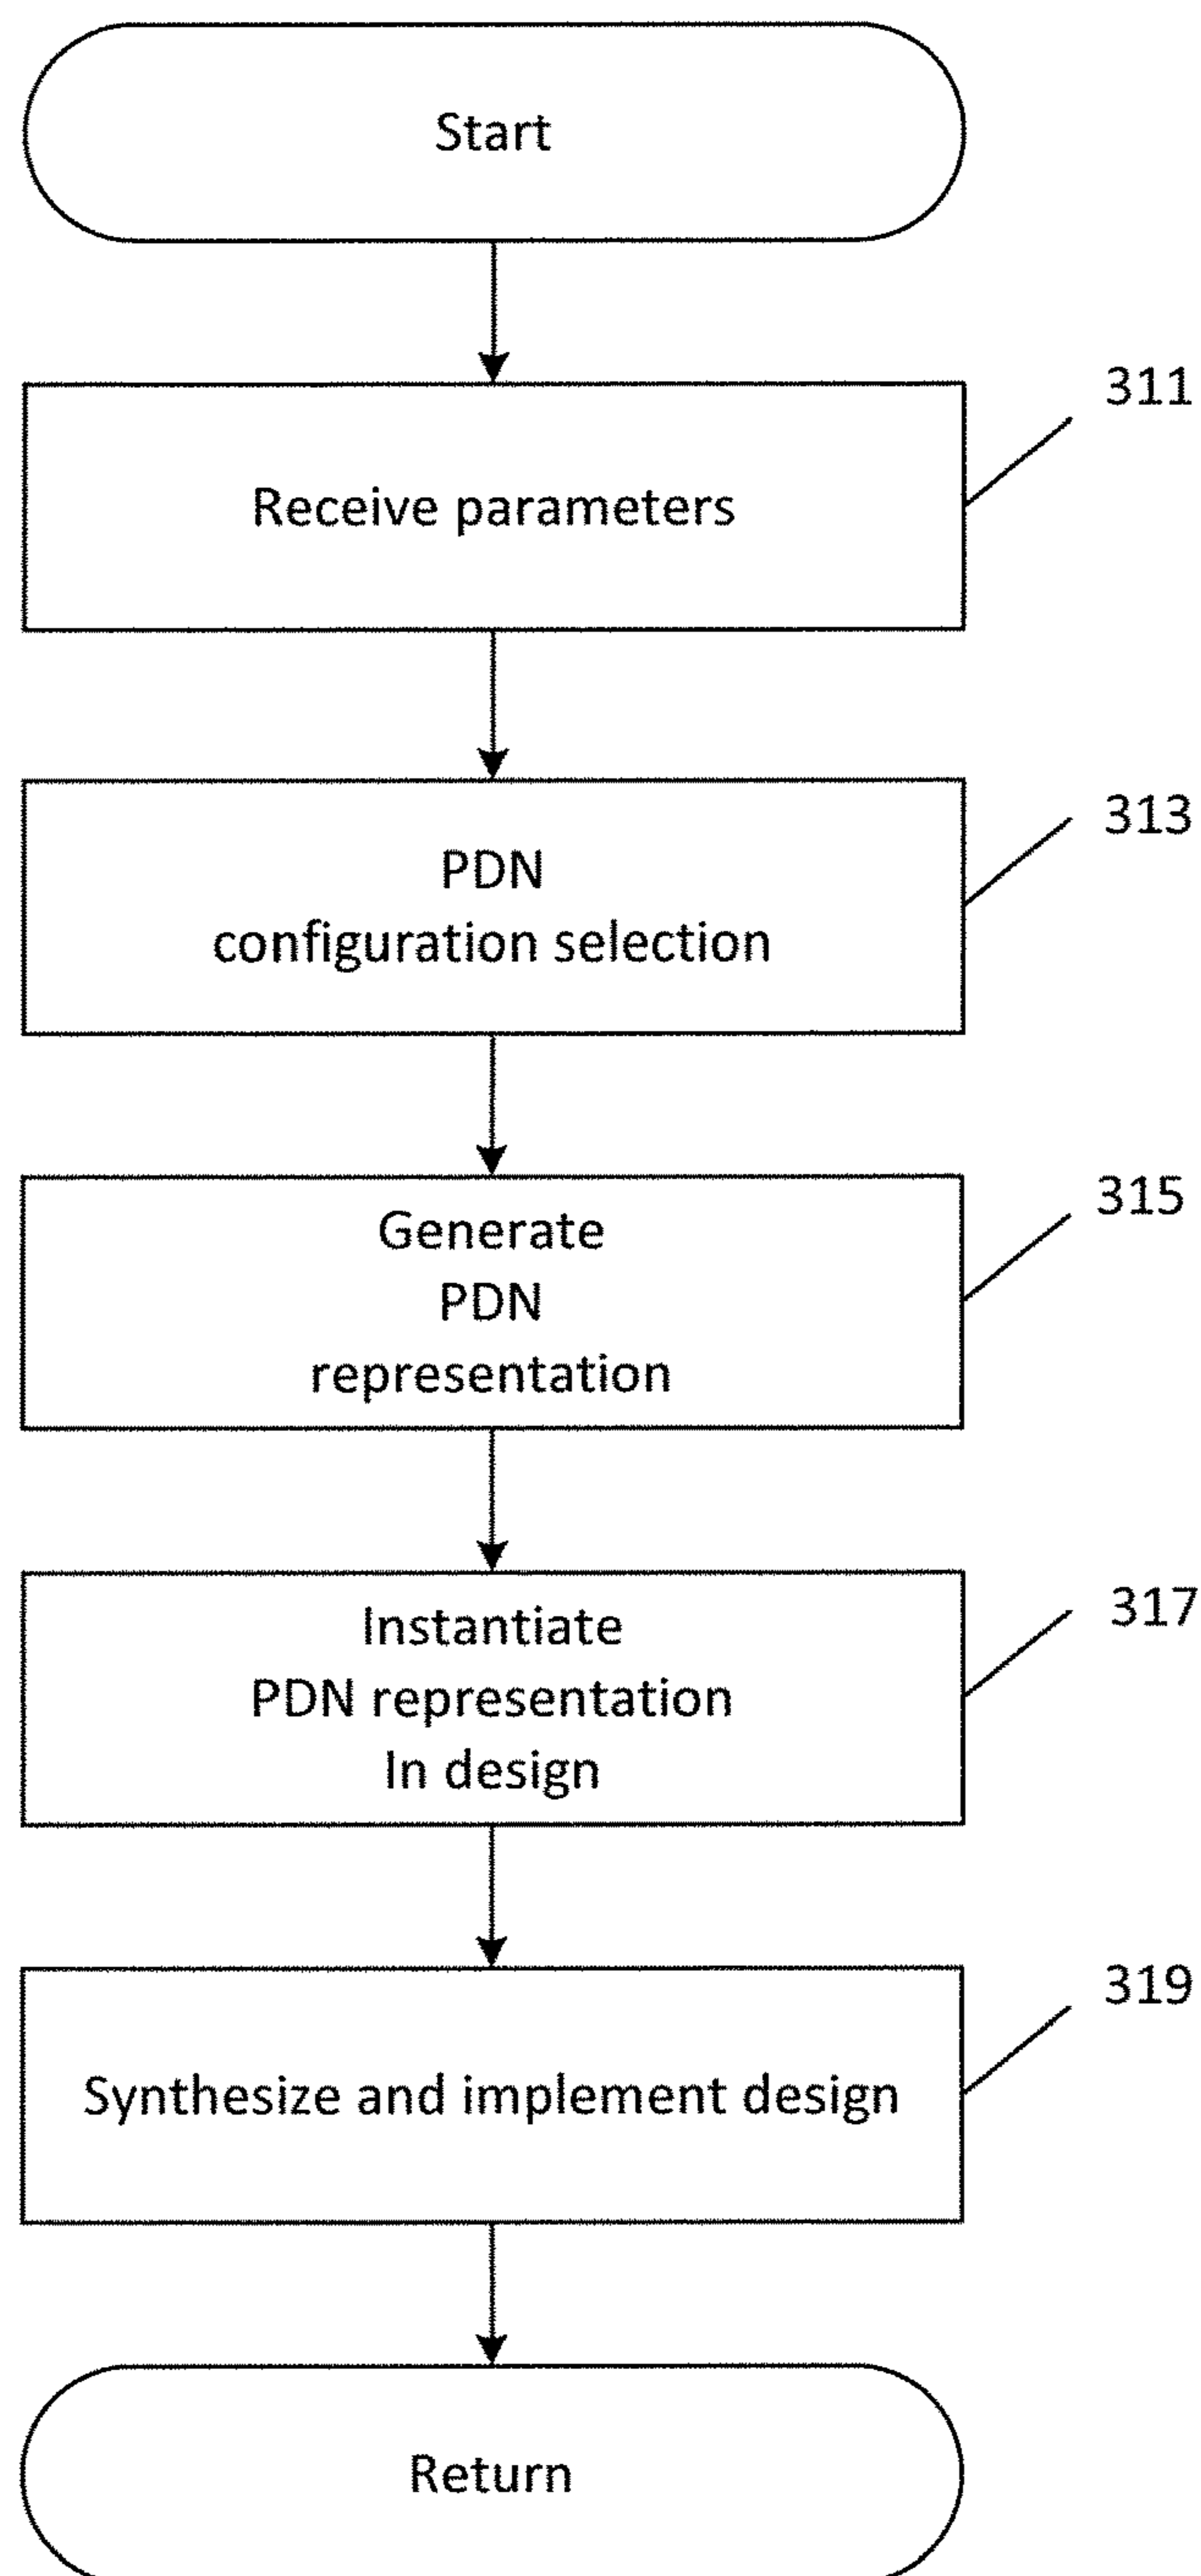 Start
311
Receive parameters
313
PDN
configuration selection
315
Generate
PDN
representation
317
Instantiate
PDN representation
In design
319
Synthesize and implement design
Return